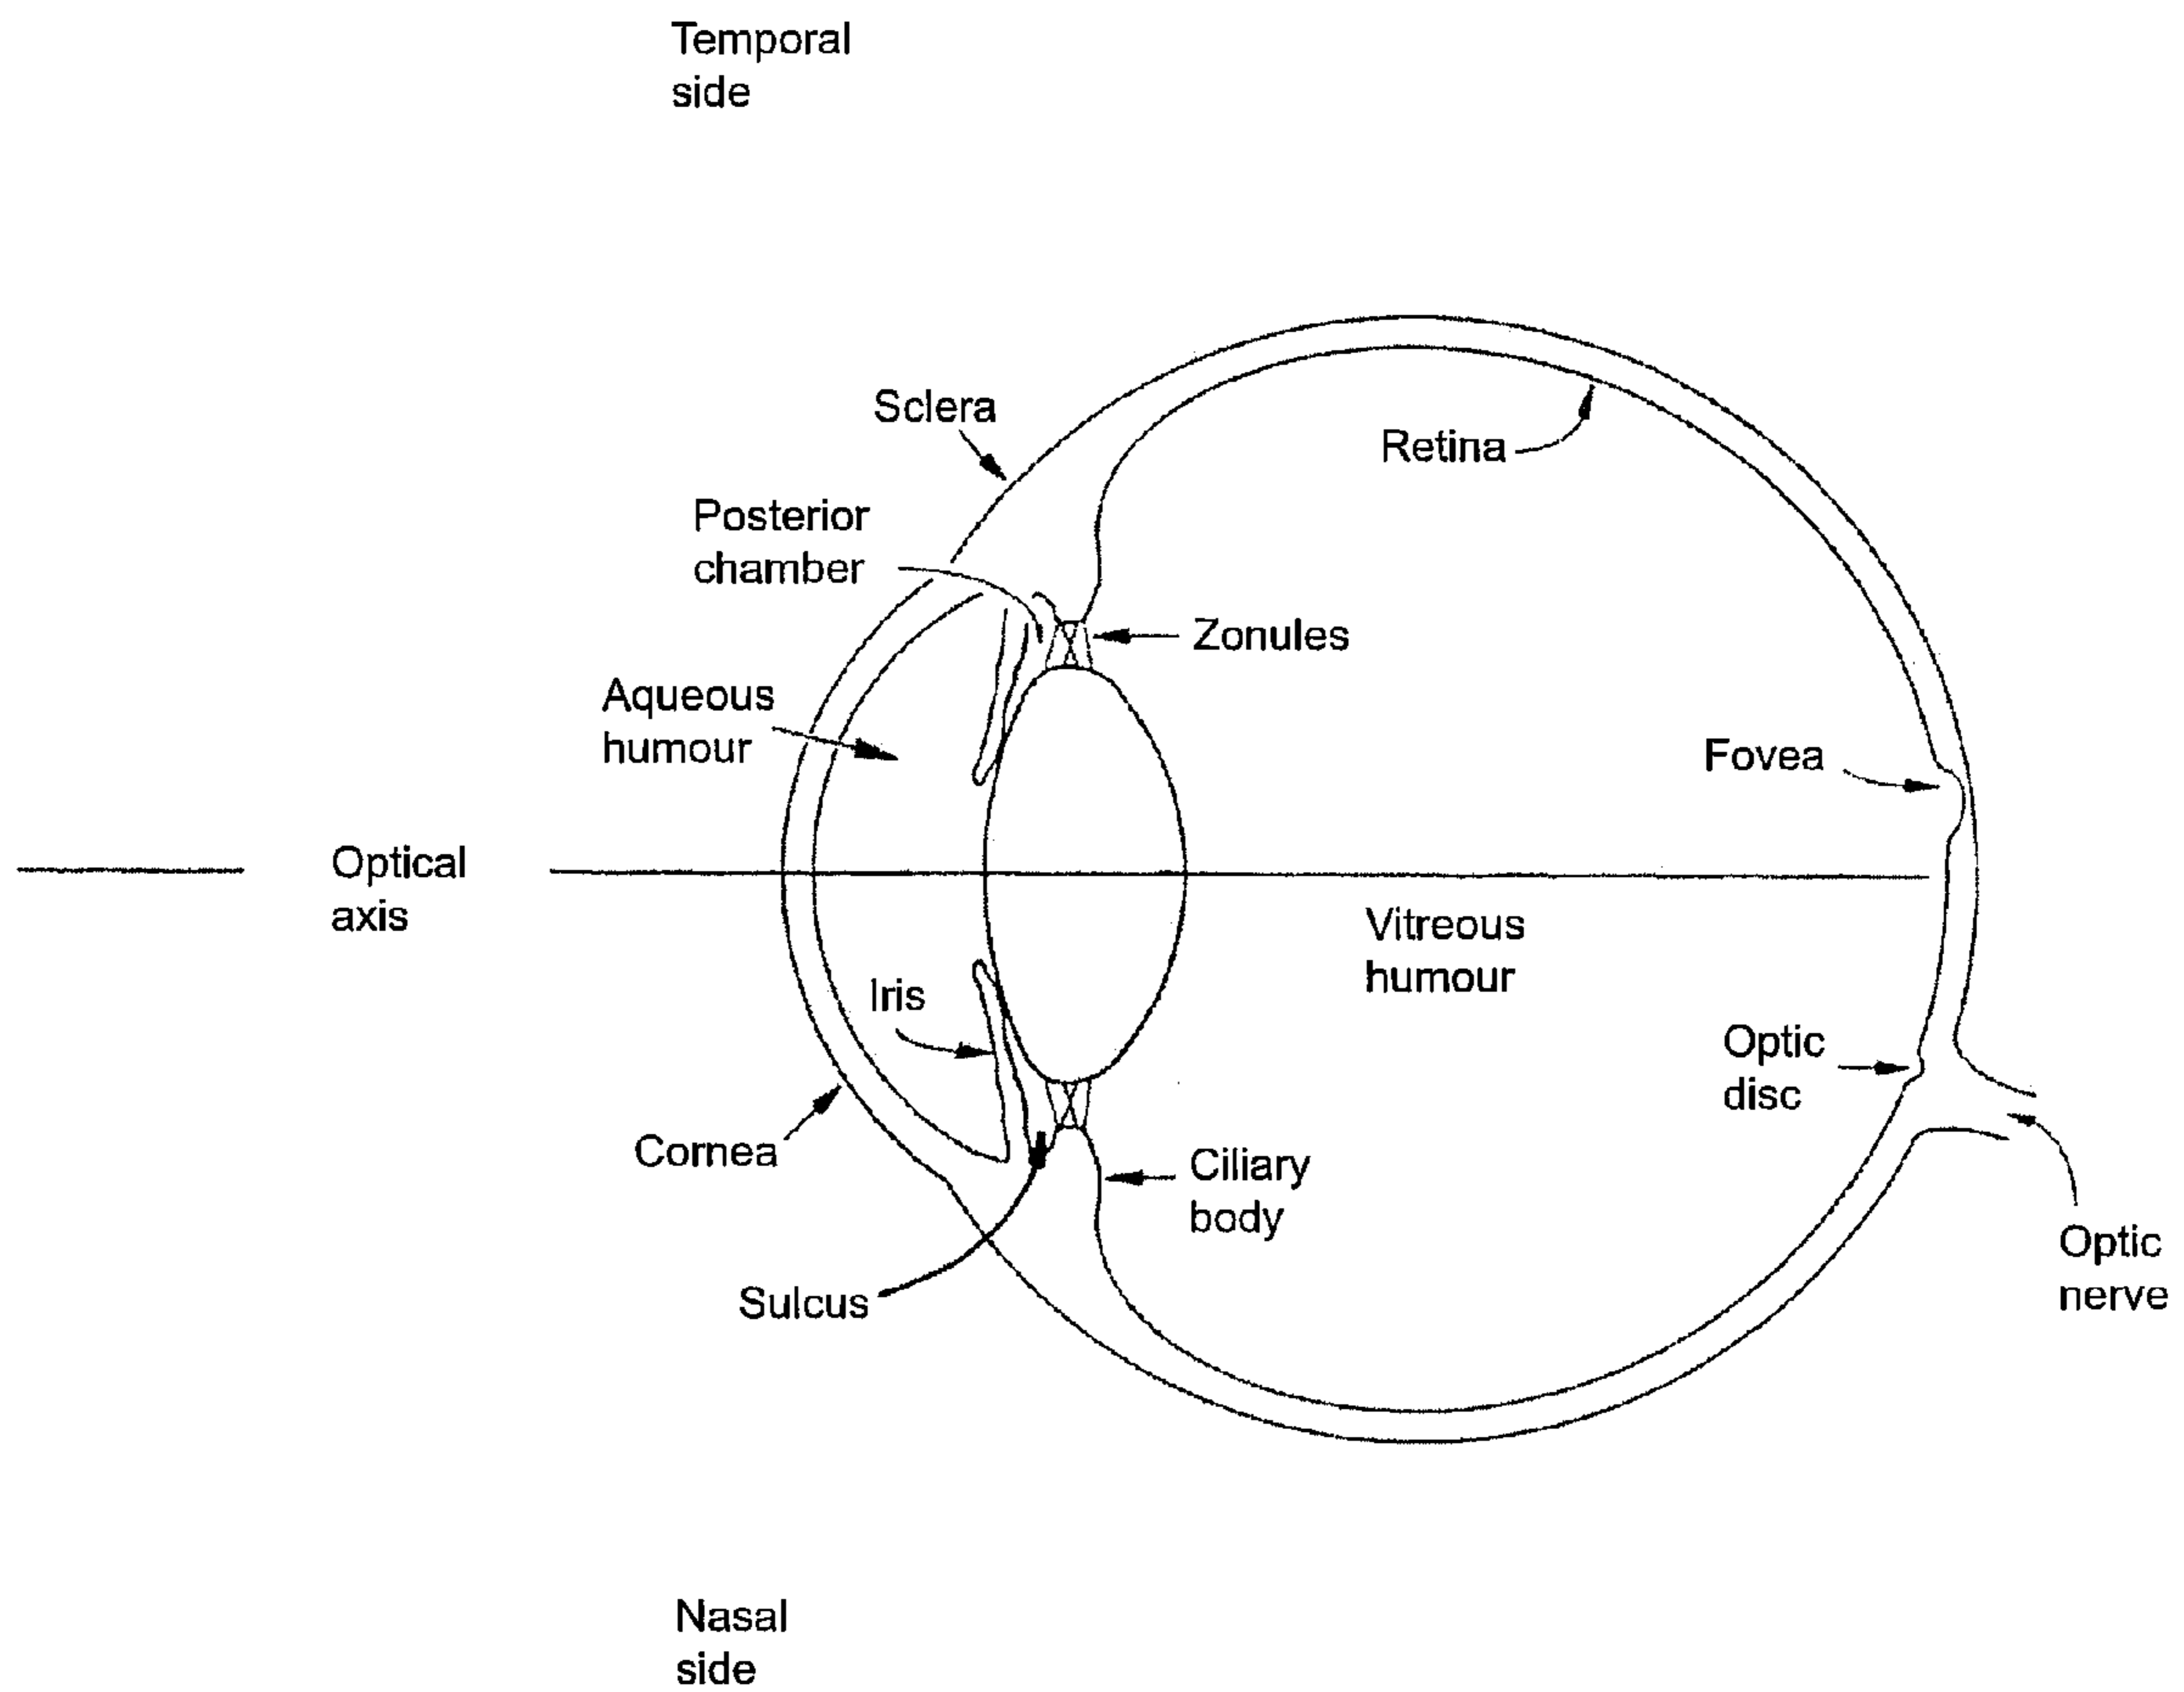 Temporal
side
Sclera
Retina
Posterior
chamber
Zonules
Aqueous
humour
Fovea
Optical
axis
Vitreous
humour
Iris
Optic
disc
Cornea
Ciliary
body
Optic
nerve
Sulcus
Nasal
side